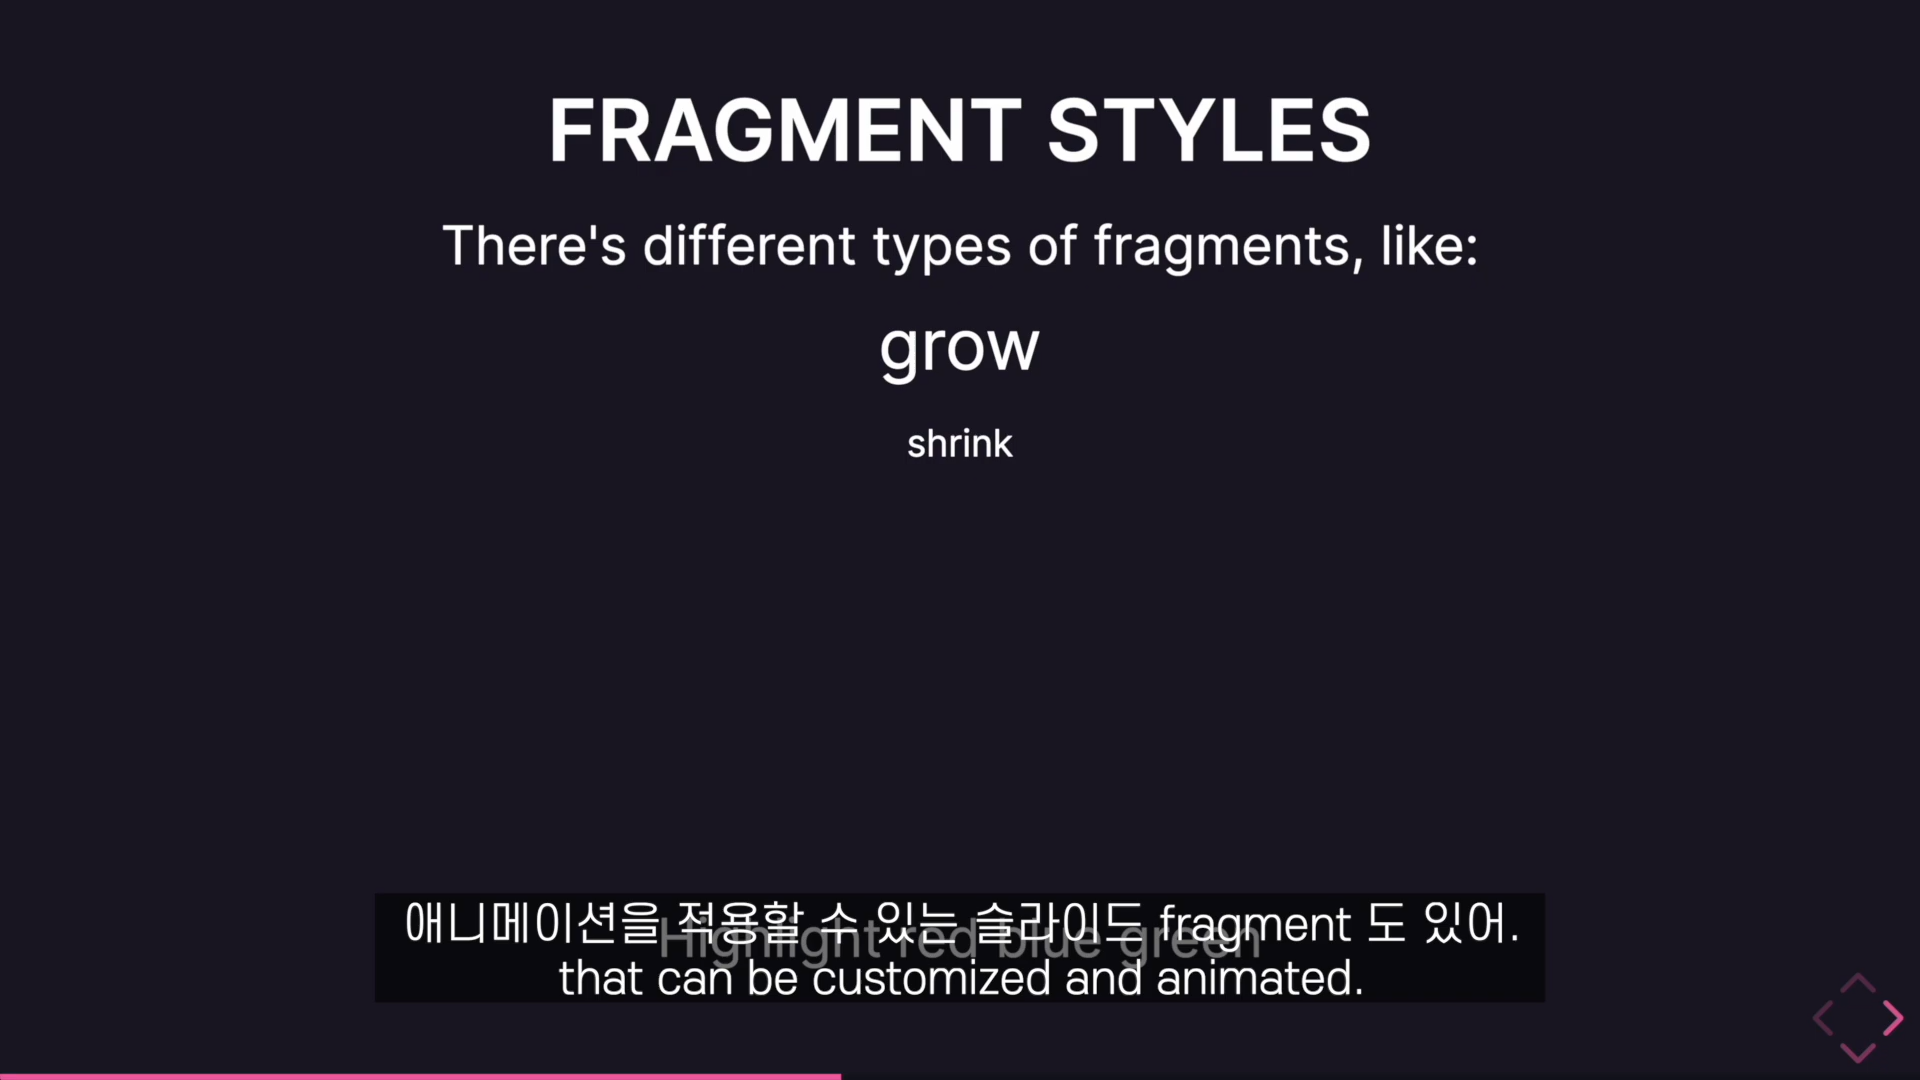 FRAGMENT STYLES
There's different types of fragments, like:
grow
shrink
Highlight red blue green
애니메이션을 적용할 수 있는 슬라이드 fragment 도 있어.
that can be customized and animated.